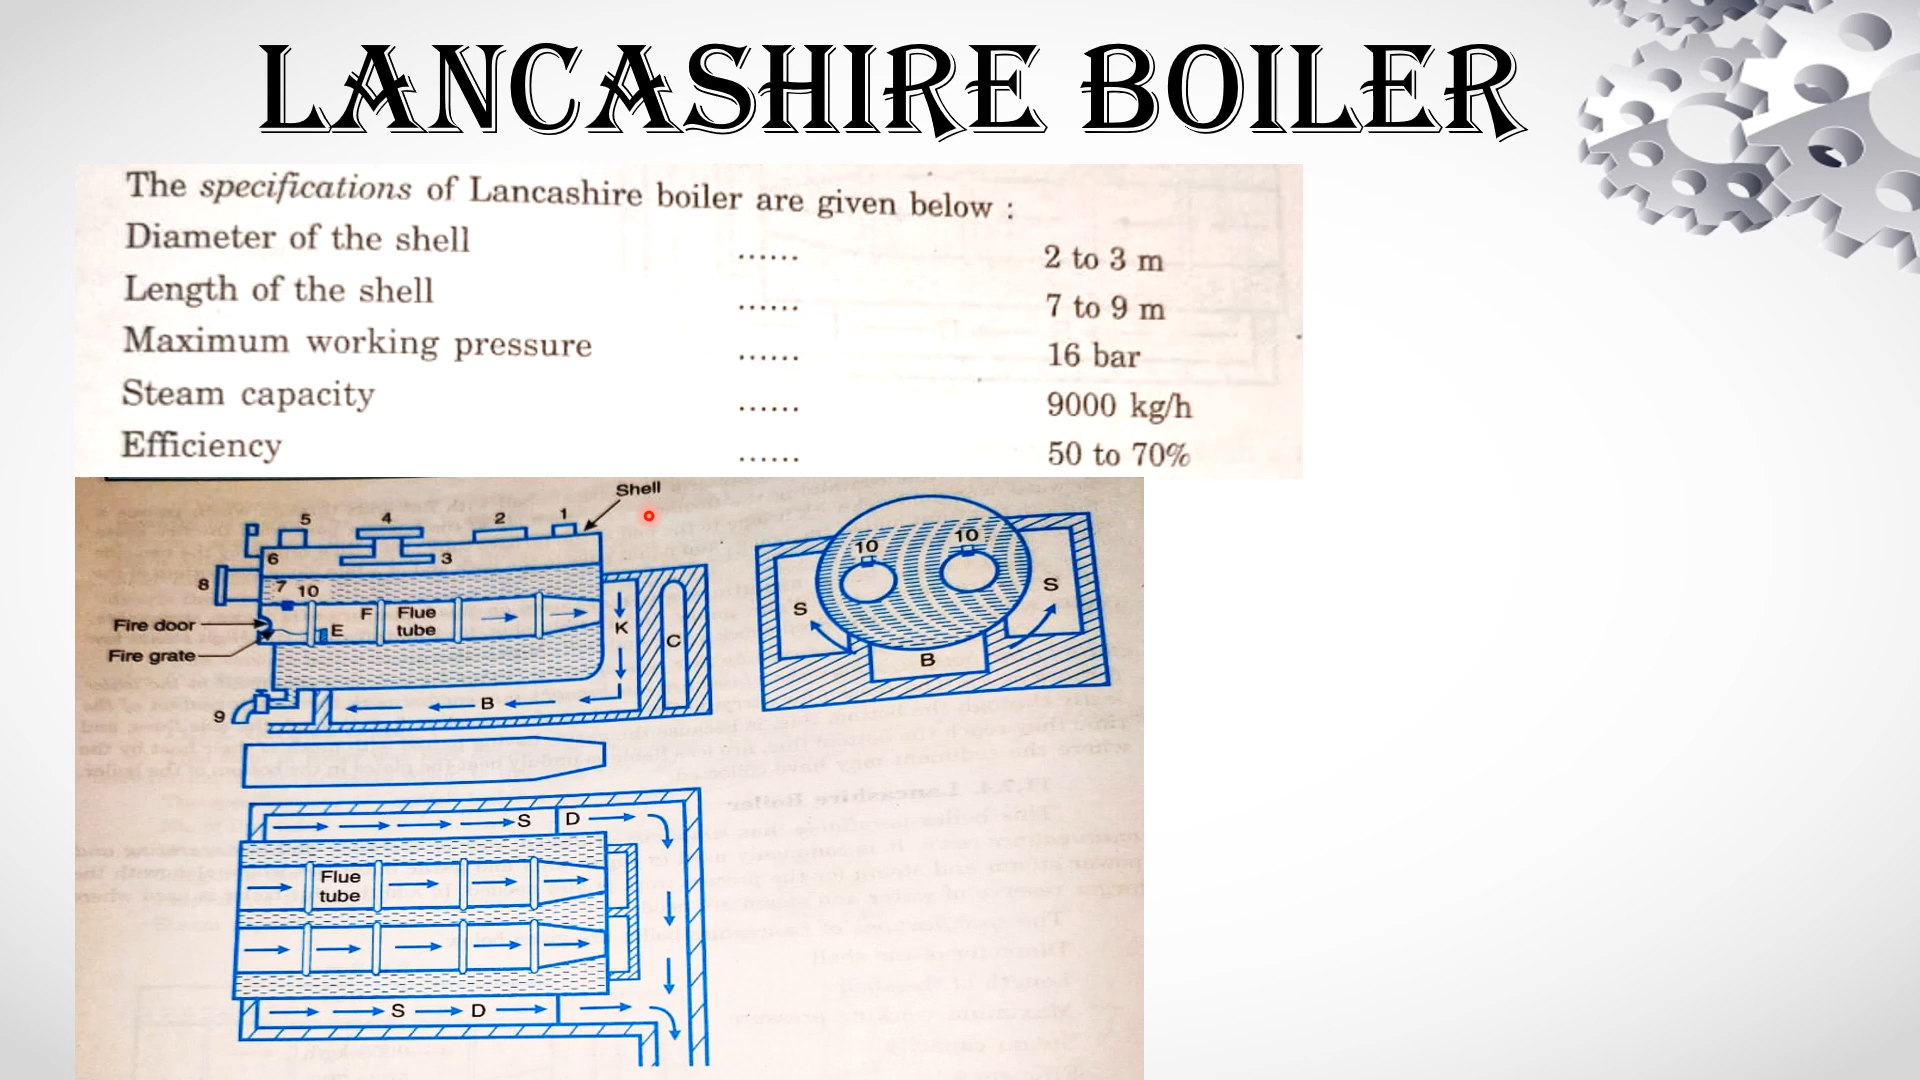 LANCASHIRE BOILER
The specifications of Lancashire boiler are given below :
Diameter of the shell ...... 2 to 3 m
Length of the shell ...... 7 to 9 m
Maximum working pressure ...... 16 bar
Steam capacity ...... 9000 kg/h
Efficiency ...... 50 to 70%
Shell
5 4 2 1
6 3
8 7 10
F Flue tube
E
K
C
Fire door
Fire grate
9
B
10 10
S S
B
S D
Flue
tube
S D